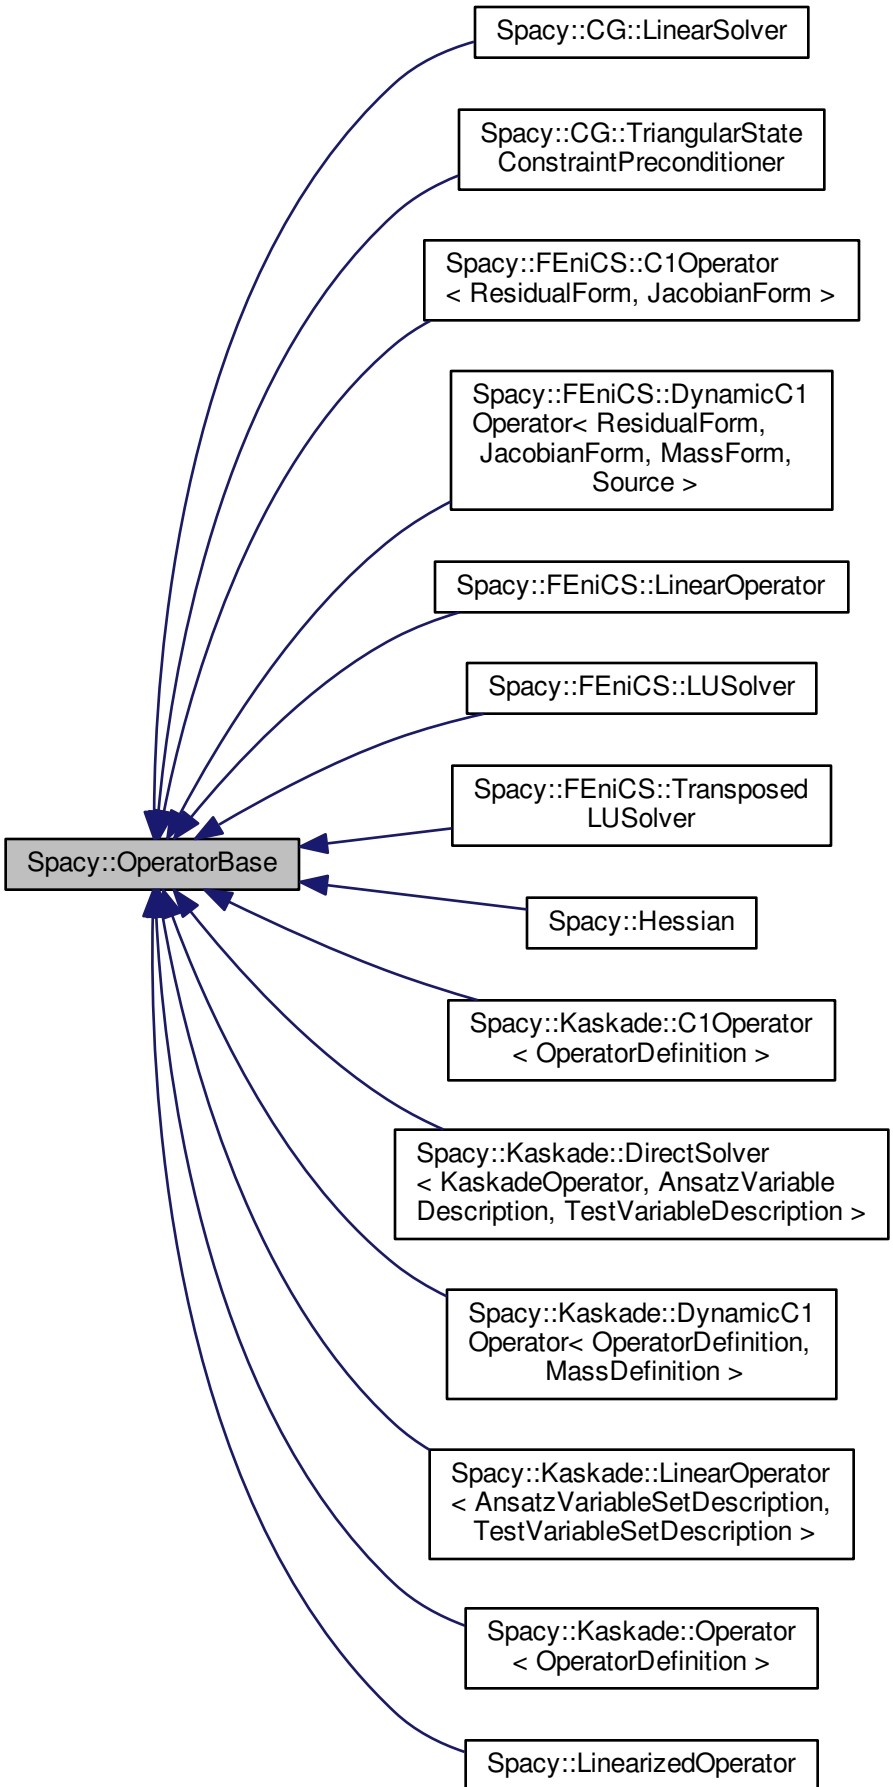 Spacy::CG::LinearSolver
Spacy::CG::TriangularState
ConstraintPreconditioner
Spacy::FEniCS::C1Operator
< ResidualForm, JacobianForm >
Spacy::FEniCS::DynamicC1
Operator< ResidualForm,
JacobianForm, MassForm,
Source >
Spacy::FEniCS::LinearOperator
Spacy::FEniCS::LUSolver
Spacy::FEniCS::Transposed
LUSolver
Spacy::OperatorBase
Spacy::Hessian
Spacy::Kaskade::C1Operator
< OperatorDefinition >
Spacy::Kaskade::DirectSolver
< KaskadeOperator, AnsatzVariable
Description, TestVariableDescription >
Spacy::Kaskade::DynamicC1
Operator< OperatorDefinition,
MassDefinition >
Spacy::Kaskade::LinearOperator
< AnsatzVariableSetDescription,
TestVariableSetDescription >
Spacy::Kaskade::Operator
< OperatorDefinition >
Spacy::LinearizedOperator